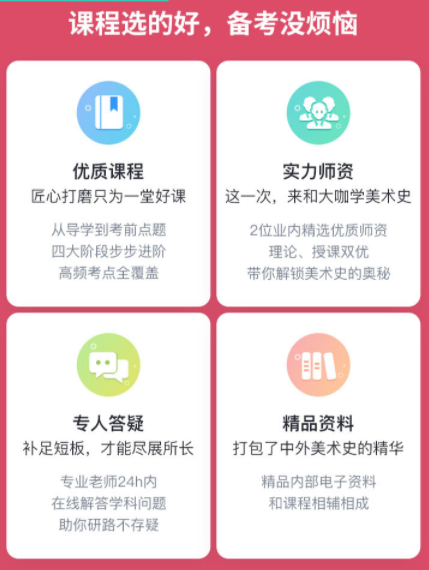 课程选的好，备考没烦恼
优质课程
匠心打磨只为一堂好课
从导学到考前点题
四大阶段步步进阶
高频考点全覆盖
实力师资
这一次，来和大咖学美术史
2位业内精选优质师资
理论、授课双优
带你解锁美术史的奥秘
专人答疑
补足短板，才能尽展所长
专业老师24h内
在线解答学科问题
助你研路不存疑
精品资料
打包了中外美术史的精华
精品内部电子资料
和课程相辅相成